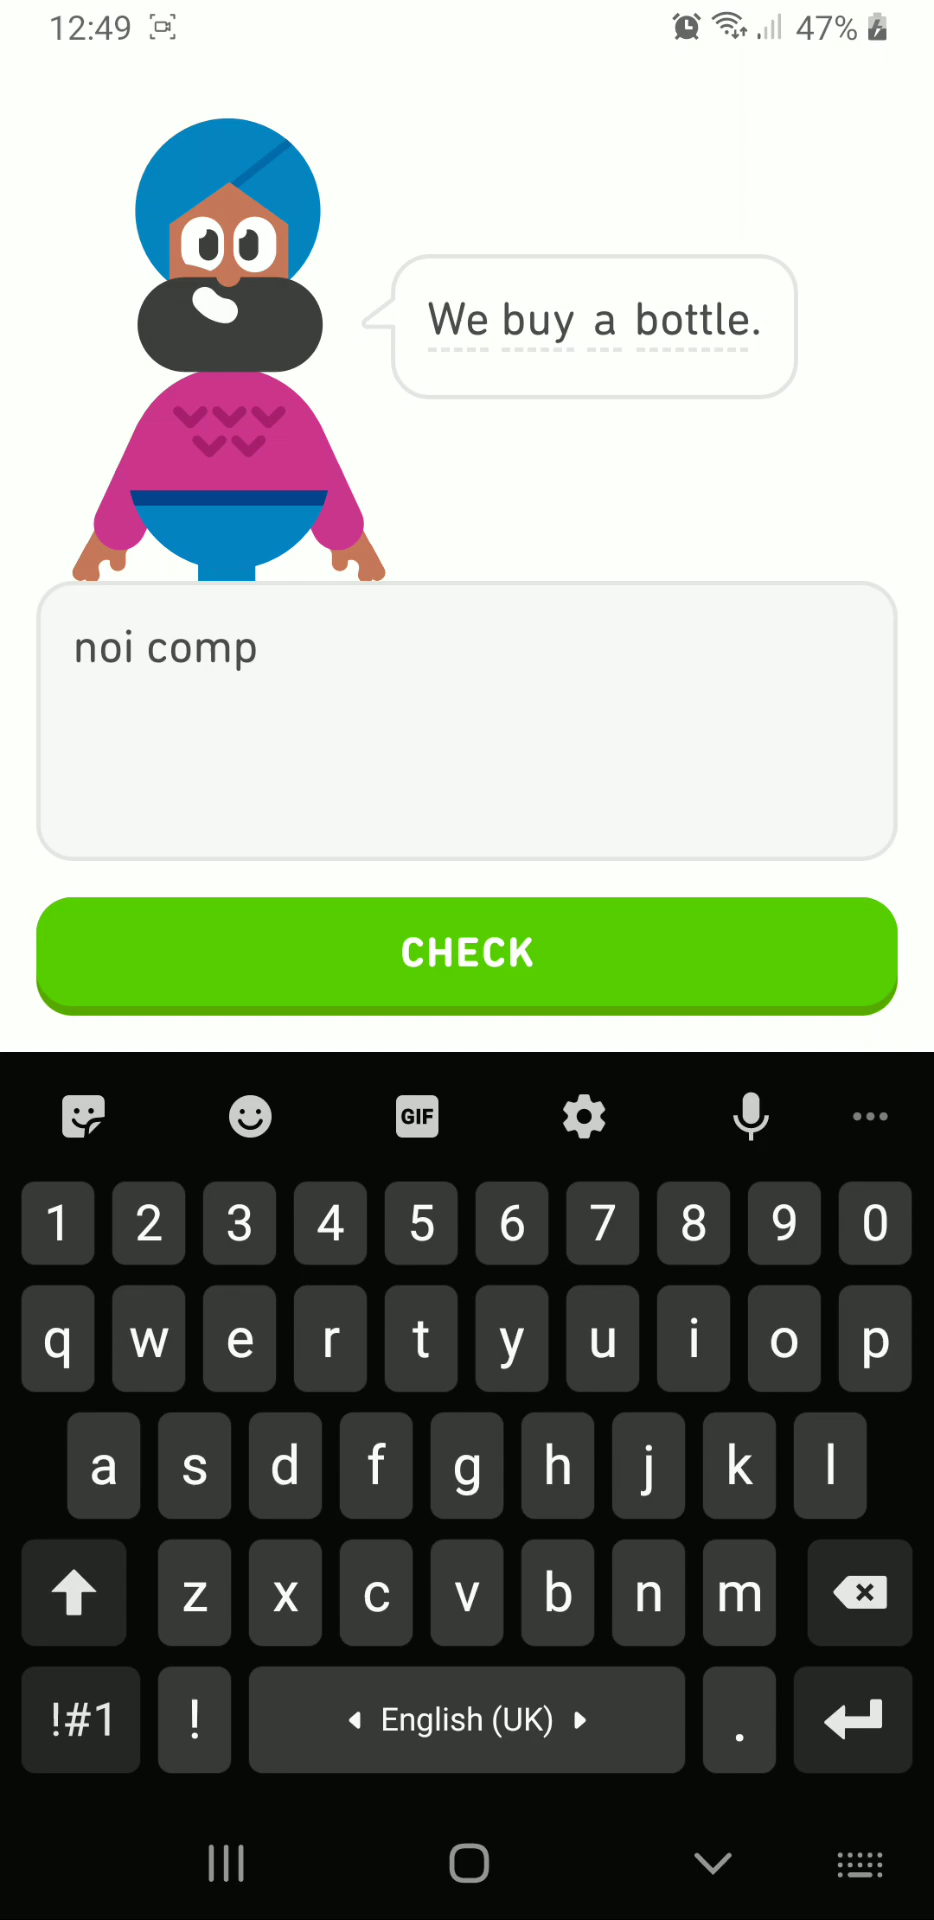 12:49 47%
We buy a bottle.
noi comp
CHECK
GIF
1 2 3 4 5 6 7 8 9 0
q w e r t y u i o p
a s d f g h j k l
z x c v b n m
!#1 ! English (UK) .